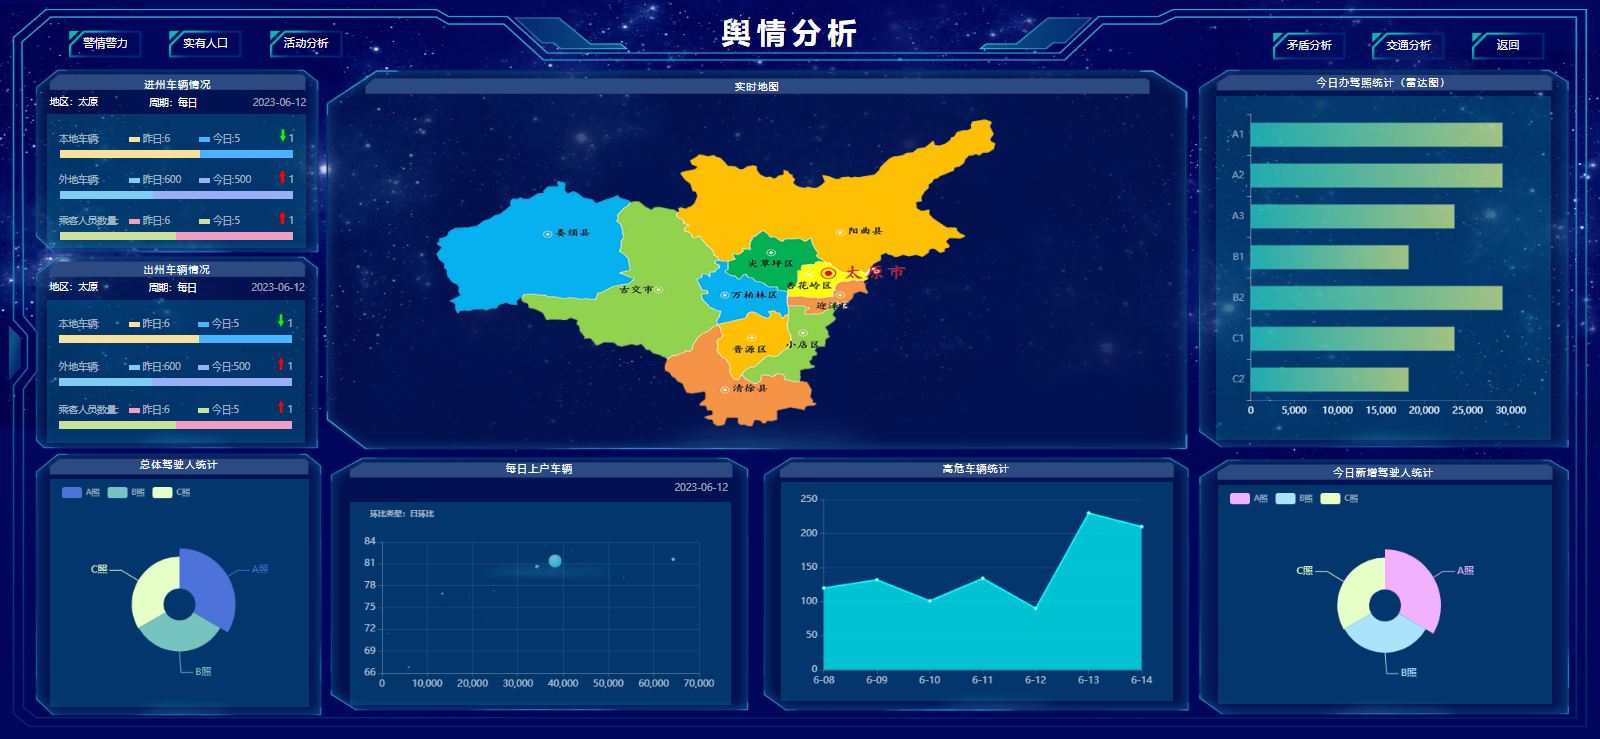 舆情分析
警情警力
实有人口
活动分析
矛盾分析
交通分析
返回
进州车辆情况
地区: 太原 周期: 每日 2023-06-12
本地车辆: 昨日:6 今日:5 1
外地车辆: 昨日:600 今日:500 1
乘客人员数量: 昨日:6 今日:5 1
出州车辆情况
地区: 太原 周期: 每日 2023-06-12
本地车辆: 昨日:6 今日:5 1
外地车辆: 昨日:600 今日:500 1
乘客人员数量: 昨日:6 今日:5 1
实时地图
娄烦县
阳曲县
尖草坪区
太原市
杏花岭区
古交市
万柏林区
迎泽区
晋源区
小店区
清徐县
今日办驾照统计（雷达图）
A1
A2
A3
B1
B2
C1
C2
0 5,000 10,000 15,000 20,000 25,000 30,000
总体驾驶人统计
A照 B照 C照
C照
A照
B照
每日上户车辆
2023-06-12
环比类型: 日环比
84
81
78
75
72
69
66
0 10,000 20,000 30,000 40,000 50,000 60,000 70,000
高危车辆统计
250
200
150
100
50
0
6-08 6-09 6-10 6-11 6-12 6-13 6-14
今日新增驾驶人统计
A照 B照 C照
C照
A照
B照